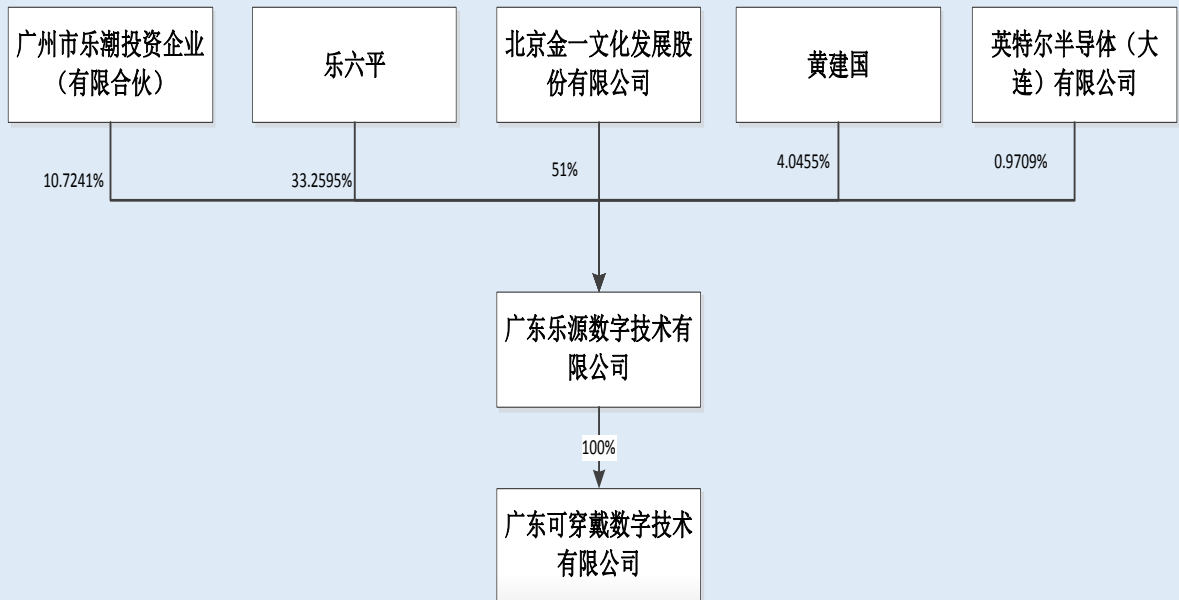 广州市乐潮投资企业
（有限合伙）
乐六平
北京金一文化发展股
份有限公司
黄建国
英特尔半导体（大
连）有限公司
10.7241%
33.2595%
51%
4.0455%
0.9709%
广东乐源数字技术有
限公司
100%
广东可穿戴数字技术
有限公司